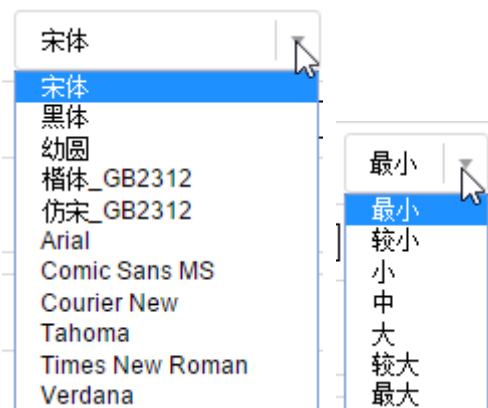 宋体
宋体
黑体
幼圆
楷体_GB2312
仿宋_GB2312
Arial
Comic Sans MS
Courier New
Tahoma
Times New Roman
Verdana
最小
最小
较小
小
中
大
较大
最大